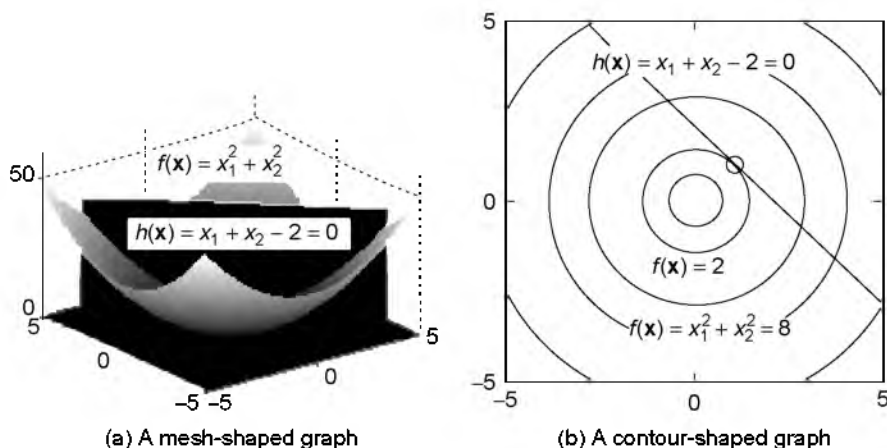 50
f(x) = x₁² + x₂²
h(x) = x₁ + x₂ − 2 = 0
0
5
0
−5
−5
0
5
(a) A mesh-shaped graph
5
h(x) = x₁ + x₂ − 2 = 0
0
f(x) = 2
f(x) = x₁² + x₂² = 8
−5
−5
0
5
(b) A contour-shaped graph